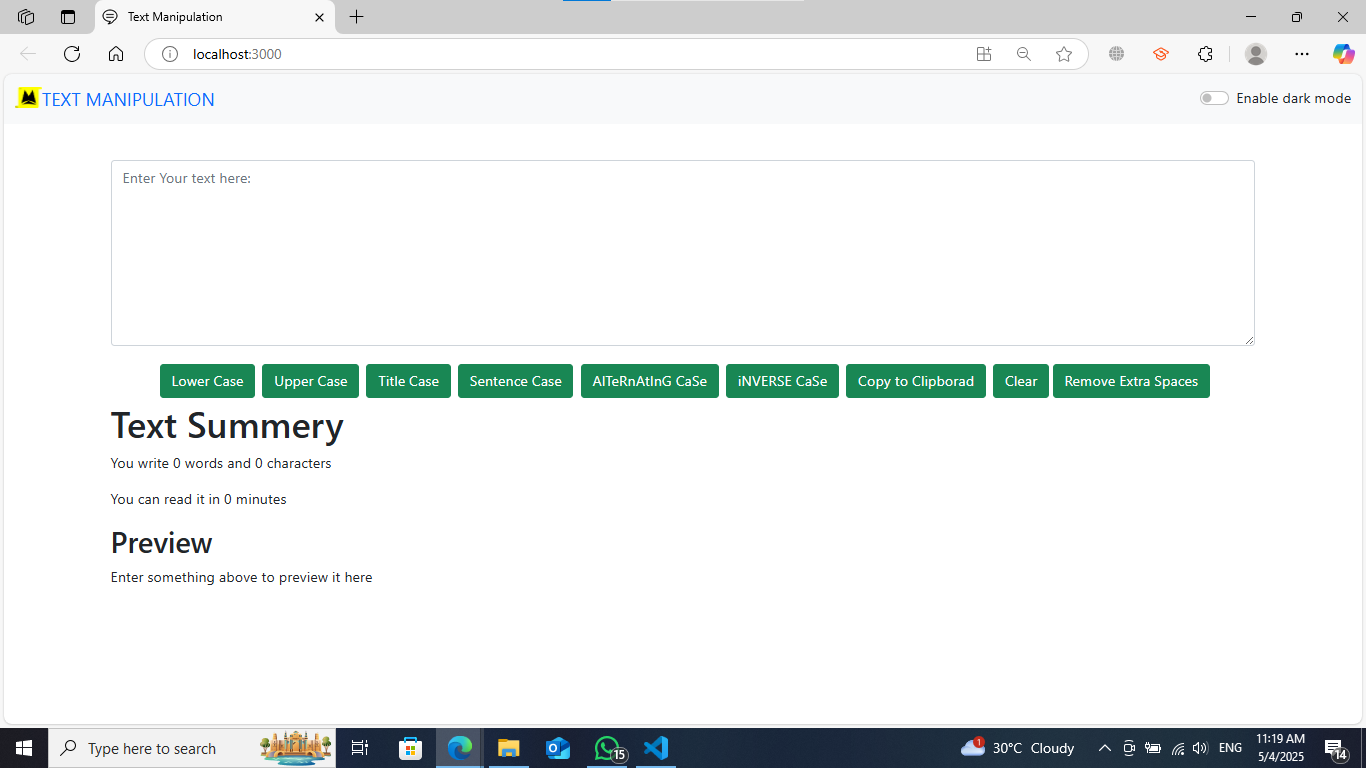 Text Manipulation
localhost:3000
TEXT MANIPULATION
Enable dark mode
Enter Your text here:
Lower Case Upper Case Title Case Sentence Case AlTeRnAtInG CaSe iNVERSE CaSe Copy to Clipborad Clear Remove Extra Spaces
Text Summery
You write 0 words and 0 characters
You can read it in 0 minutes
Preview
Enter something above to preview it here
Type here to search
15
1
30°C Cloudy
ENG
11:19 AM
5/4/2025
14